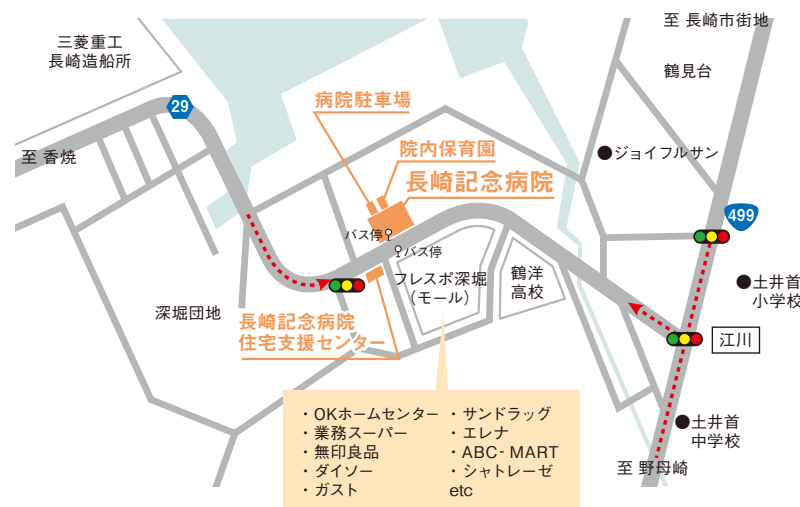 至 長崎市街地
三菱重工
長崎造船所
鶴見台
29
病院駐車場
至 香焼
院内保育園
ジョイフルサン
長崎記念病院
499
バス停
バス停
フレスポ深堀
(モール)
鶴洋
高校
土井首
小学校
深堀団地
長崎記念病院
住宅支援センター
江川
・OKホームセンター
・業務スーパー
・無印良品
・ダイソー
・ガスト
・サンドラッグ
・エレナ
・ABC-MART
・シャトレーゼ
etc
土井首
中学校
至 野母崎